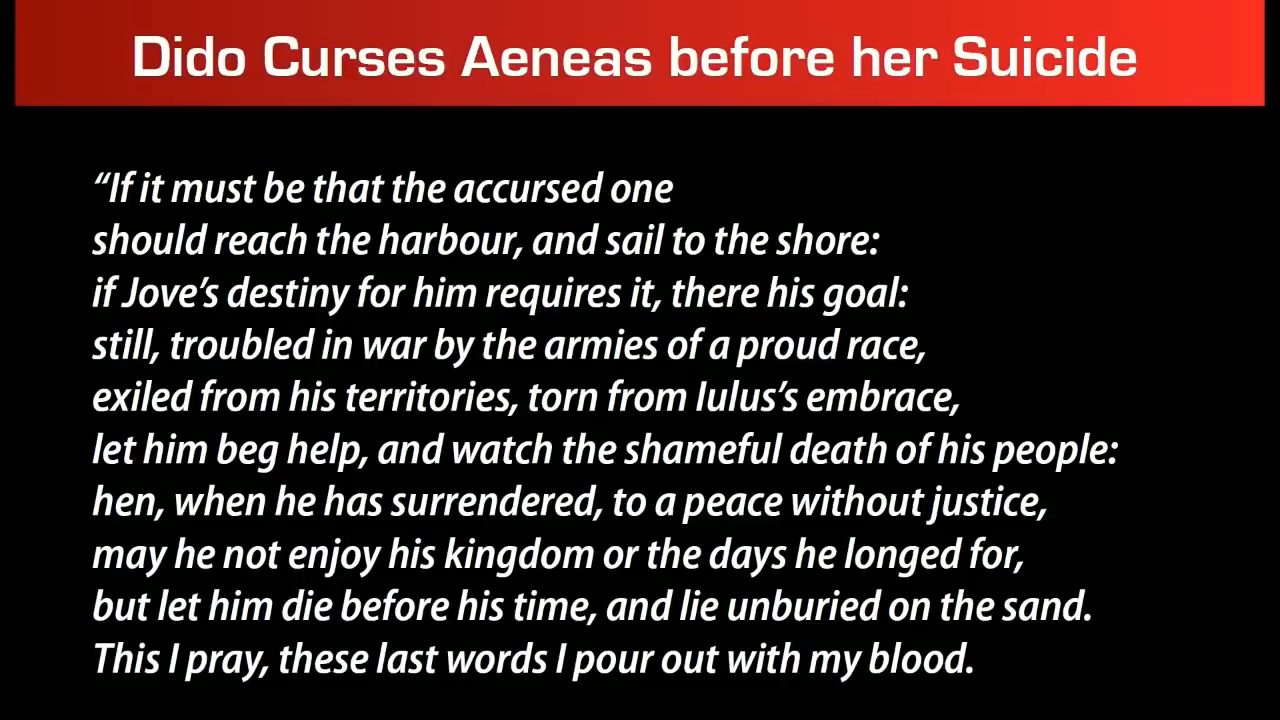 Dido Curses Aeneas before her Suicide
“If it must be that the accursed one
should reach the harbour, and sail to the shore:
if Jove’s destiny for him requires it, there his goal:
still, troubled in war by the armies of a proud race,
exiled from his territories, torn from Iulus’s embrace,
let him beg help, and watch the shameful death of his people:
hen, when he has surrendered, to a peace without justice,
may he not enjoy his kingdom or the days he longed for,
but let him die before his time, and lie unburied on the sand.
This I pray, these last words I pour out with my blood.